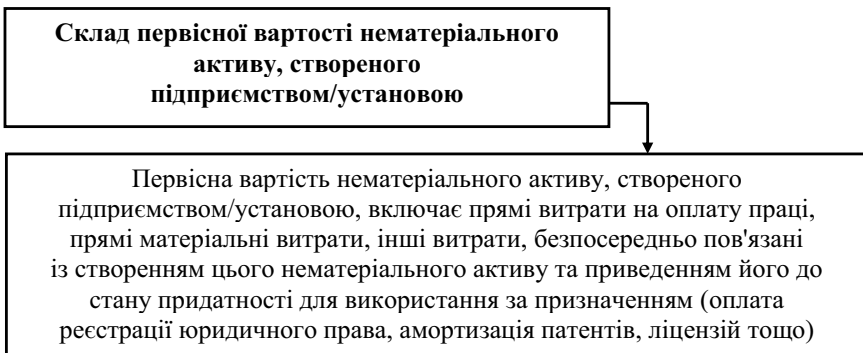 Склад первісної вартості нематеріального
активу, створеного
підприємством/установою
Первісна вартість нематеріального активу, створеного
підприємством/установою, включає прямі витрати на оплату праці,
прямі матеріальні витрати, інші витрати, безпосередньо пов'язані
із створенням цього нематеріального активу та приведенням його до
стану придатності для використання за призначенням (оплата
реєстрації юридичного права, амортизація патентів, ліцензій тощо)